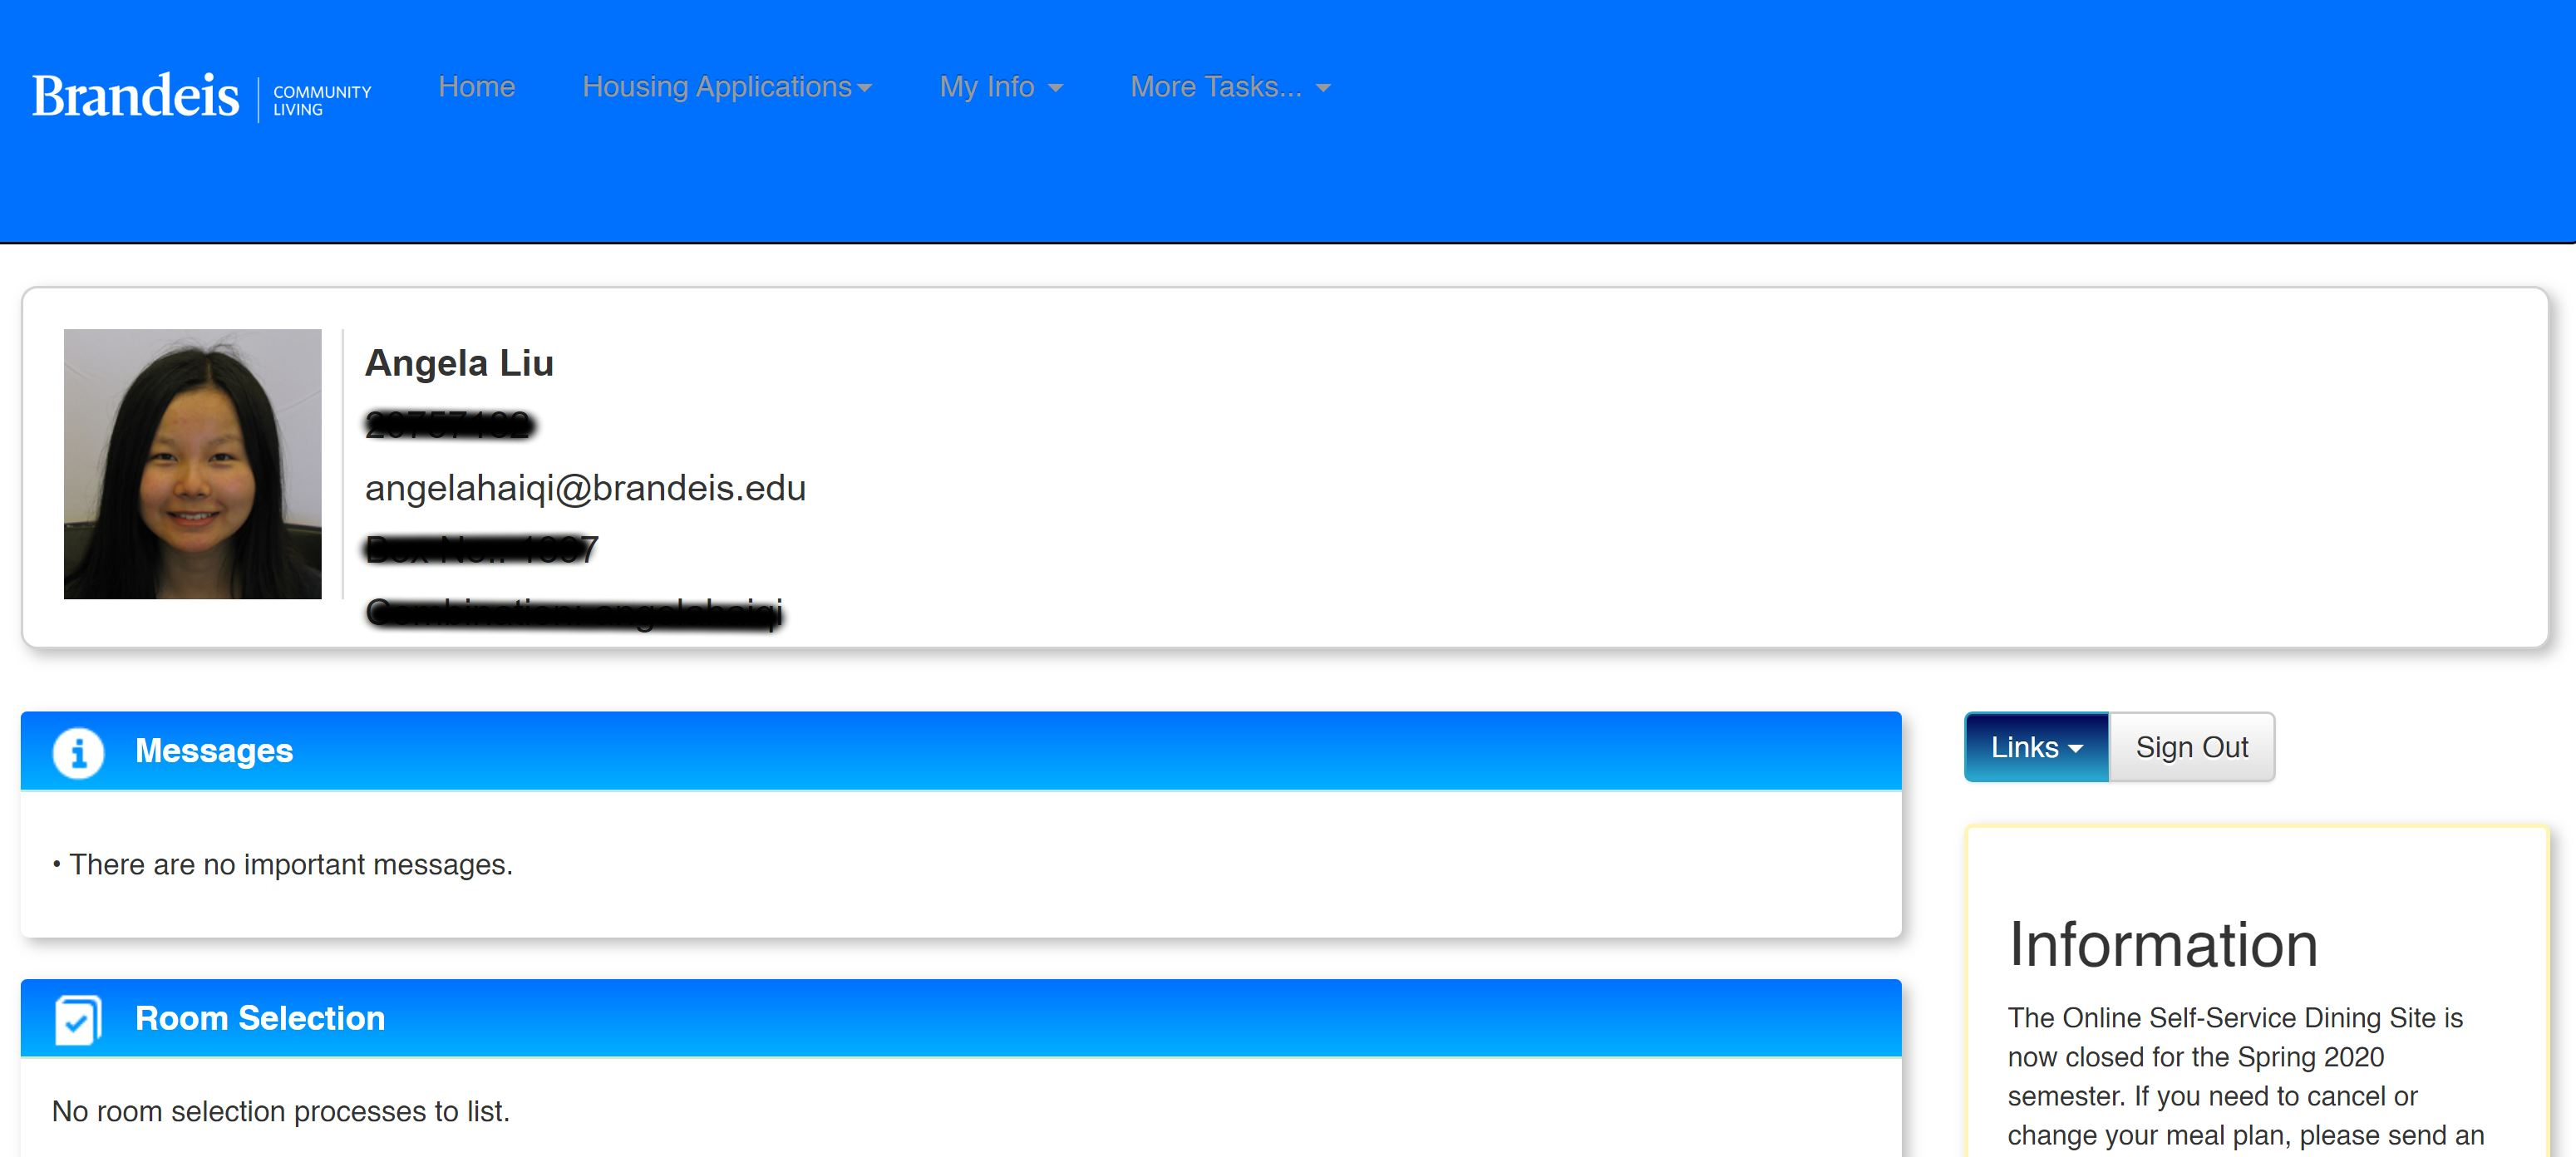 Brandeis
COMMUNITY
LIVING
Home
Housing Applications
My Info
More Tasks...
Angela Liu
angelahaiqi@brandeis.edu
Messages
• There are no important messages.
Room Selection
No room selection processes to list.
Links
Sign Out
Information
The Online Self-Service Dining Site is
now closed for the Spring 2020
semester. If you need to cancel or
change your meal plan, please send an